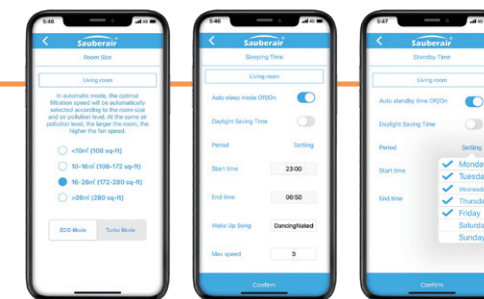 5:46
Sauberair
Room Size
Living room
In automatic mode, the optimal
filtration speed will be automatically
selected according to the room size
and air pollution level. At the same air
pollution level, the larger the room, the
higher the fan speed.
<10㎡ (108 sq-ft)
10-16㎡ (108-172 sq-ft)
16-26㎡ (172-280 sq-ft)
>26㎡ (280 sq-ft)
ECO Mode Turbo Mode
5:46
Sauberair
Sleeping Time
Living room
Auto sleep mode Off/On
Daylight Saving Time
Period Setting
Start time 23:00
End time 06:50
Wake Up Song DancingNaked
Max speed 3
Confirm
5:47
Sauberair
Standby Time
Living room
Auto standby time Off/On
Daylight Saving Time
Period Setting
Start time
End time
Monday
Tuesday
Wednesday
Thursday
Friday
Saturday
Sunday
Confirm